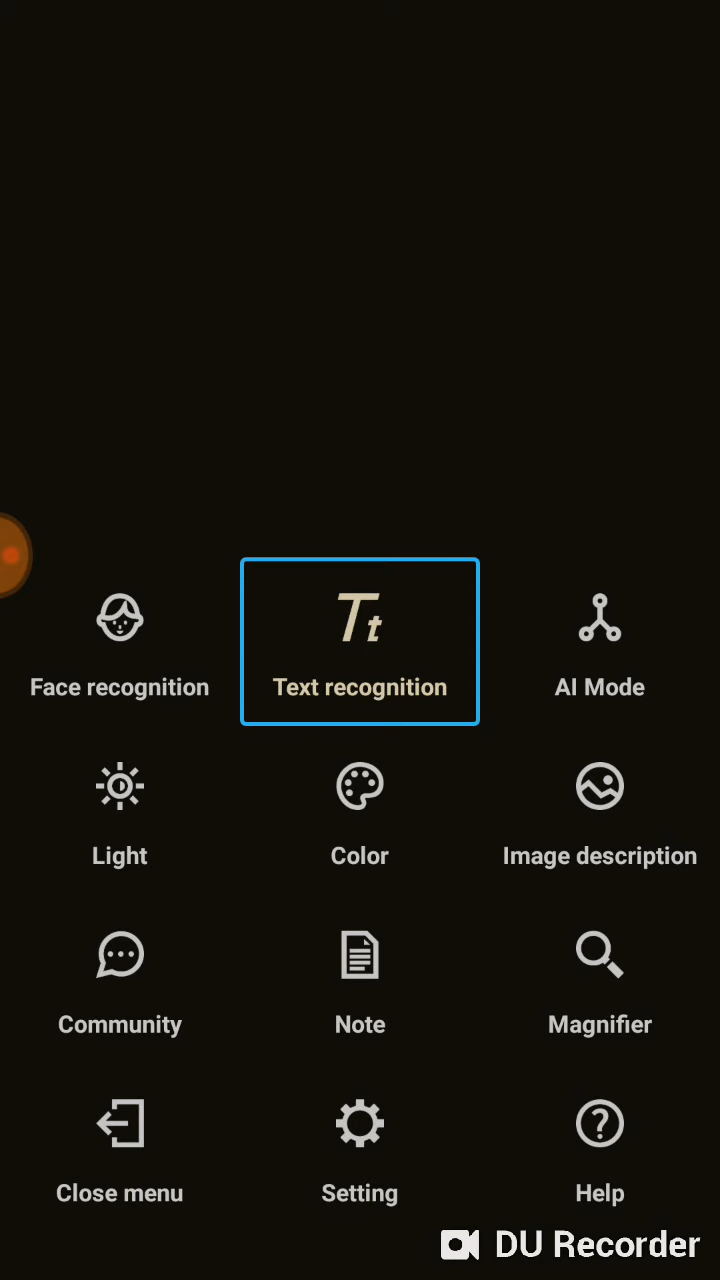 Tt
Face recognition
Text recognition
AI Mode
Light
Color
Image description
Community
Note
Magnifier
Close menu
Setting
?
Help
DU Recorder